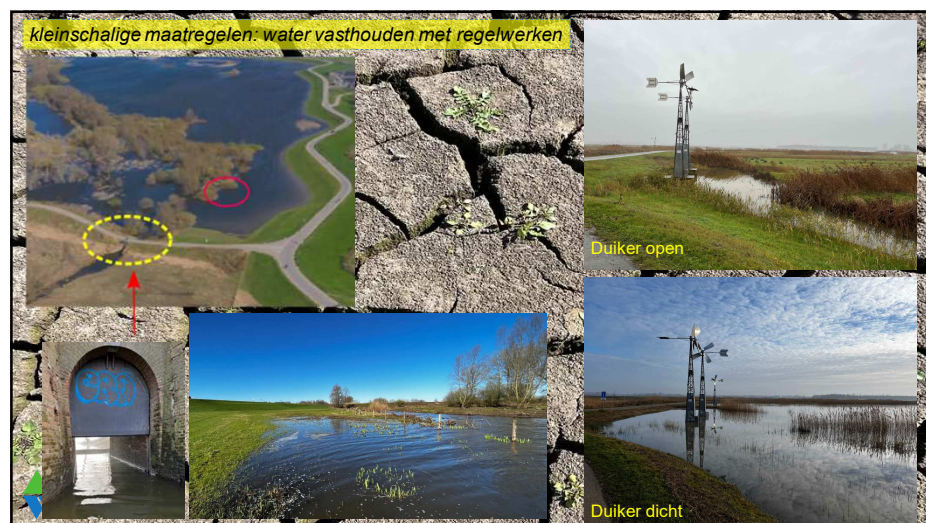 kleinschalige maatregelen: water vasthouden met regelwerken
Duiker open
Duiker dicht